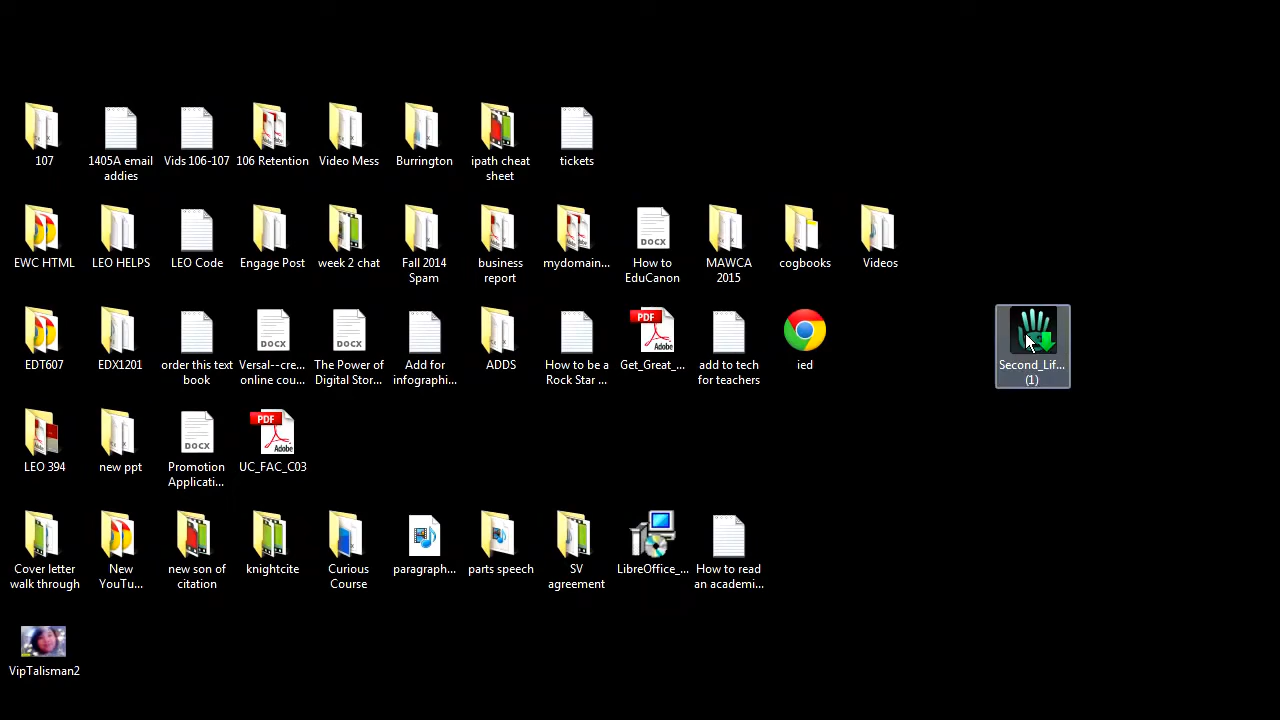 107
1405A email
addies
Vids 106-107
106 Retention
Video Mess
Burrington
ipath cheat
sheet
tickets
EWC HTML
LEO HELPS
LEO Code
Engage Post
week 2 chat
Fall 2014
Spam
business
report
mydomain...
DOCX
How to
EduCanon
MAWCA
2015
cogbooks
Videos
EDT607
EDX1201
order this text
book
DOCX
Versal--cre...
online cou...
DOCX
The Power of
Digital Stor...
Add for
infographi...
ADDS
How to be a
Rock Star ...
PDF
Adobe
Get_Great_...
add to tech
for teachers
ied
Second_Lif...
(1)
LEO 394
new ppt
DOCX
Promotion
Applicati...
PDF
Adobe
UC_FAC_C03
Cover letter
walk through
New
YouTu...
new son of
citation
knightcite
Curious
Course
paragraph...
parts speech
SV
agreement
LibreOffice_...
How to read
an academi...
VipTalisman2